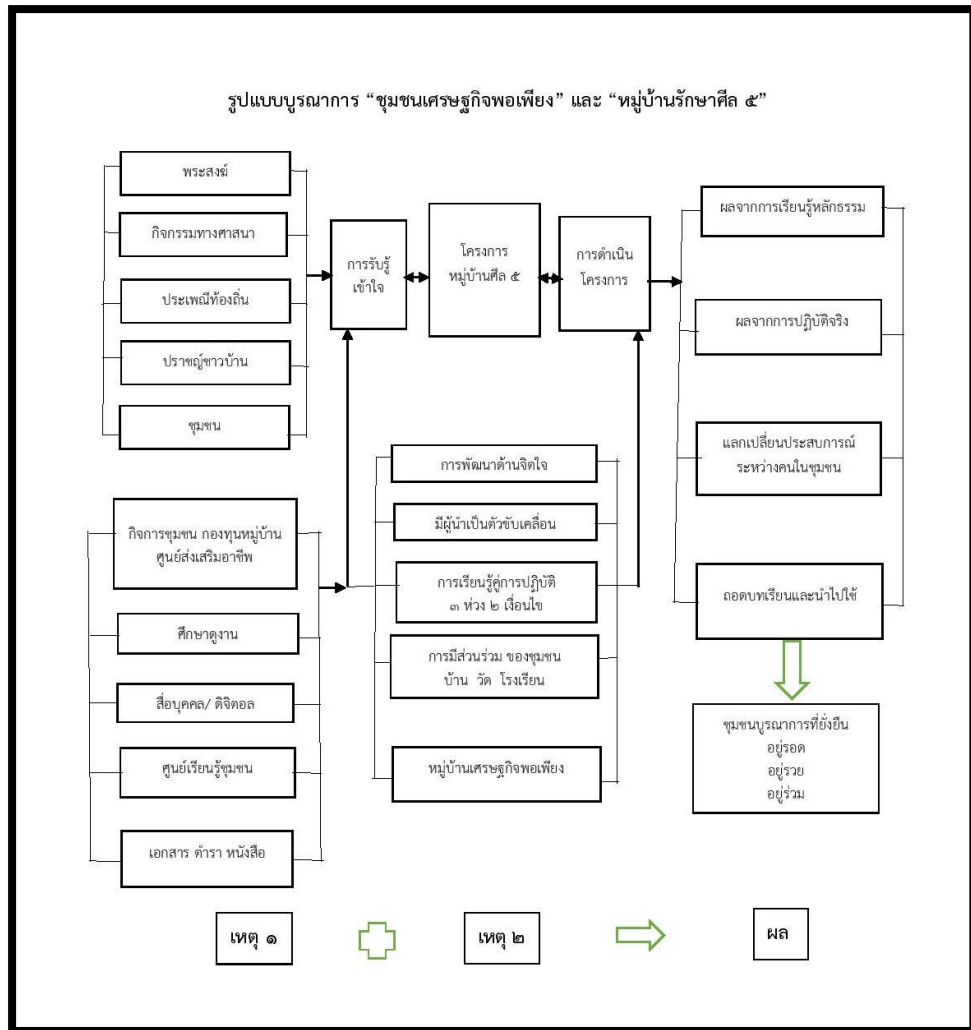 รูปแบบบูรณาการ “ชุมชนเศรษฐกิจพอเพียง” และ “หมู่บ้านรักษาศีล ๕”
พระสงฆ์
กิจกรรมทางศาสนา
ประเพณีท้องถิ่น
ปราชญ์ชาวบ้าน
ชุมชน
กิจการชุมชน กองทุนหมู่บ้าน
ศูนย์ส่งเสริมอาชีพ
ศึกษาดูงาน
สื่อบุคคล/ ดิจิตอล
ศูนย์เรียนรู้ชุมชน
เอกสาร ตำรา หนังสือ
การรับรู้
เข้าใจ
โครงการ
หมู่บ้านศีล ๕
การดำเนิน
โครงการ
การพัฒนาด้านจิตใจ
มีผู้นำเป็นตัวขับเคลื่อน
การเรียนรู้คู่การปฏิบัติ
๓ ห่วง ๒ เงื่อนไข
การมีส่วนร่วม ของชุมชน
บ้าน วัด โรงเรียน
หมู่บ้านเศรษฐกิจพอเพียง
ผลจากการเรียนรู้หลักธรรม
ผลจากการปฏิบัติจริง
แลกเปลี่ยนประสบการณ์
ระหว่างคนในชุมชน
ถอดบทเรียนและนำไปใช้
ชุมชนบูรณาการที่ยั่งยืน
อยู่รอด
อยู่รวย
อยู่ร่วม
เหตุ ๑
เหตุ ๒
ผล